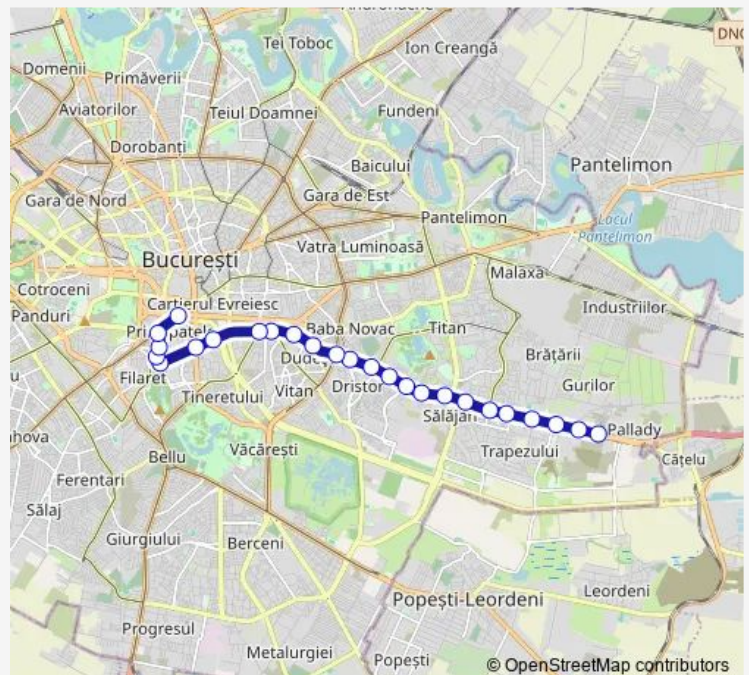 Tei Toboc
Ion Creangă
DNC
Domenii
Primăverii
Aviatorilor
Teiul Doamnei
Fundeni
Dorobanți
Baicului
Pantelimon
Gara de Nord
Gara de Est
Pantelimon
Lacul
Pantelimon
Vatra Luminoasă
București
Malaxa
Cotroceni
Cartierul Evreiesc
Industriilor
Panduri
Baba Novac
Titan
Brățării
Filaret
Dristor
Gurilor
Vitan
Tineretului
Pallady
Văcărești
Trapezului
Cățelu
Bellu
Ferentari
Sălaj
Giurgiului
Berceni
Leordeni
Popești-Leordeni
Progresul
Metalurgiei
Popești
© OpenStreetMap contributors